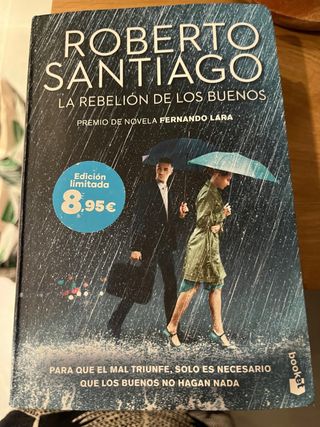 ROBERTO
SANTIAGO
LA REBELIÓN DE LOS BUENOS
PREMIO DE NOVELA FERNANDO LARA
Edición
limitada
8,95€
PARA QUE EL MAL TRIUNFE, SOLO ES NECESARIO
QUE LOS BUENOS NO HAGAN NADA
booket